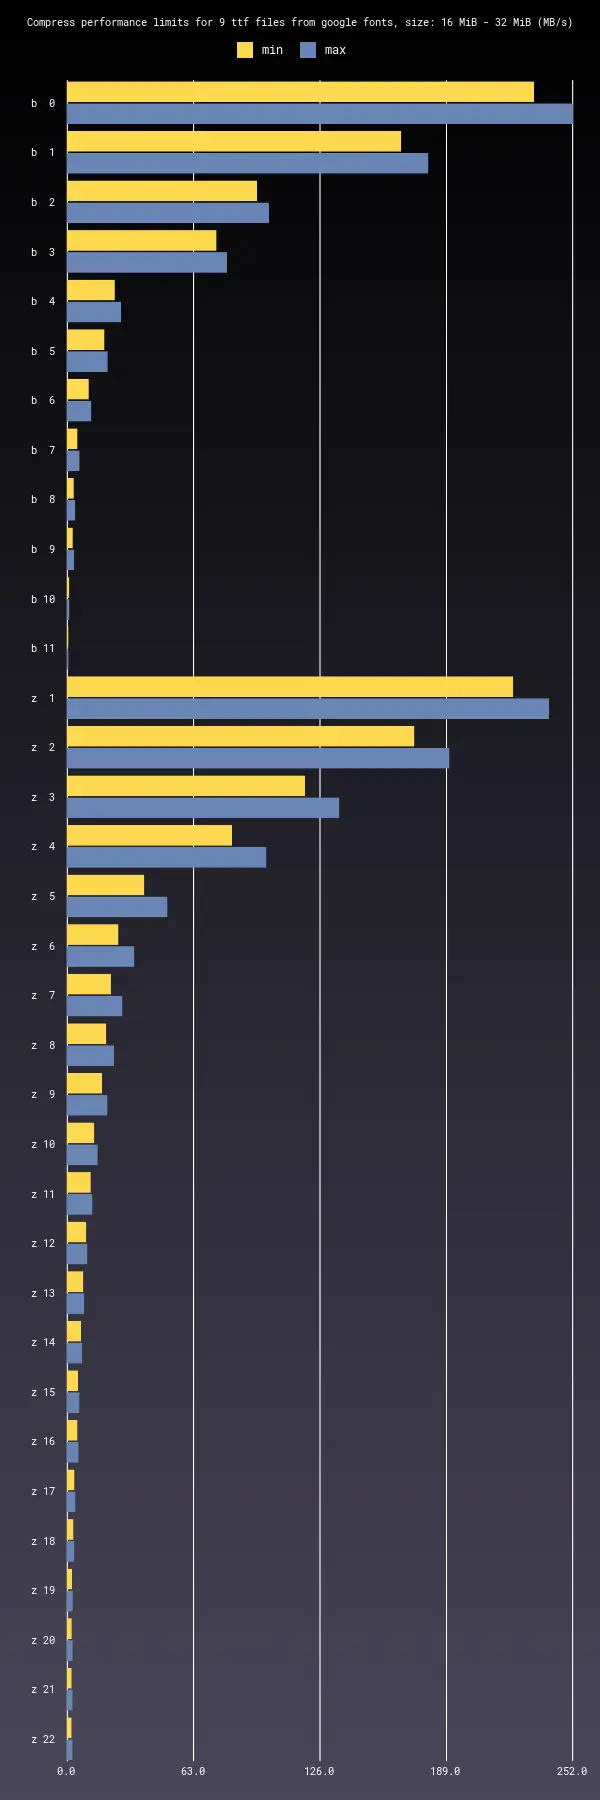 Compress performance limits for 9 ttf files from google fonts, size: 16 MiB - 32 MiB (MB/s)
min max
b 0
b 1
b 2
b 3
b 4
b 5
b 6
b 7
b 8
b 9
b 10
b 11
z 1
z 2
z 3
z 4
z 5
z 6
z 7
z 8
z 9
z 10
z 11
z 12
z 13
z 14
z 15
z 16
z 17
z 18
z 19
z 20
z 21
z 22
0.0 63.0 126.0 189.0 252.0